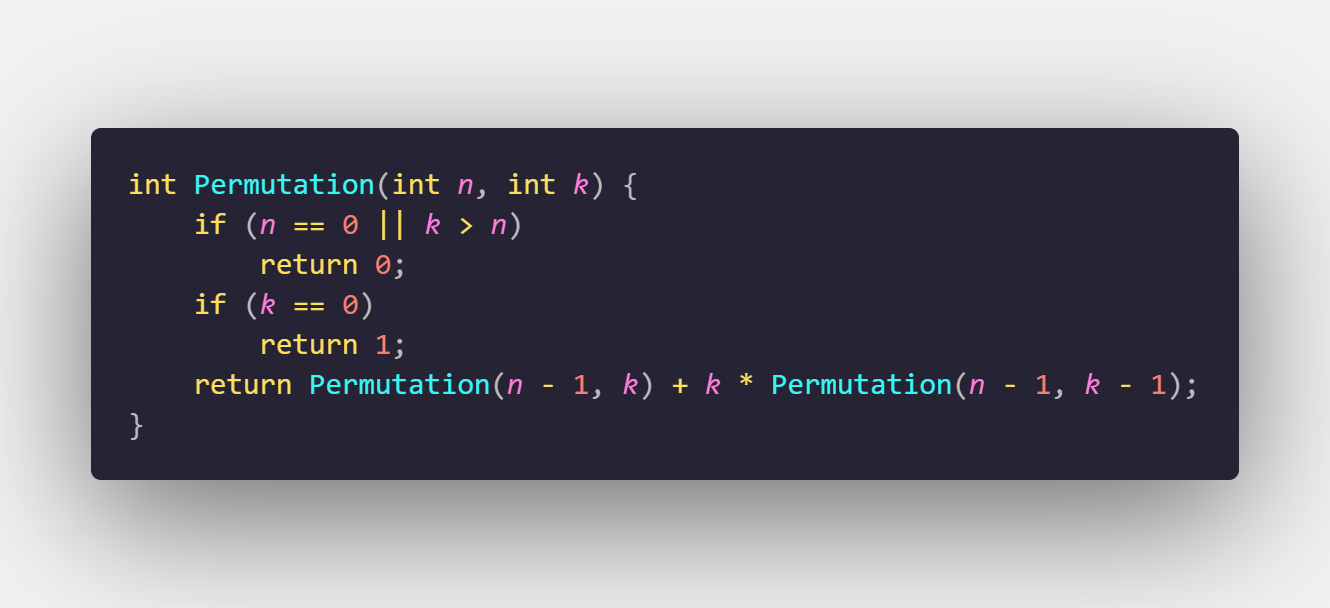 int Permutation(int n, int k) {
    if (n == 0 || k > n)
        return 0;
    if (k == 0)
        return 1;
    return Permutation(n - 1, k) + k * Permutation(n - 1, k - 1);
}